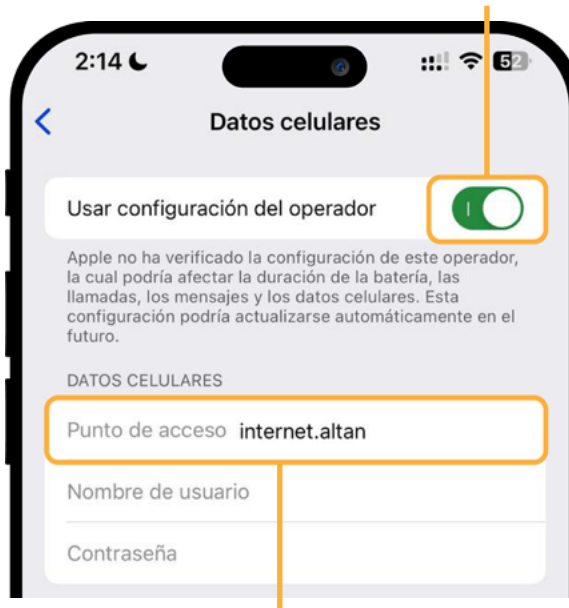 2:14 52
Datos celulares
Usar configuración del operador
Apple no ha verificado la configuración de este operador,
la cual podría afectar la duración de la batería, las
llamadas, los mensajes y los datos celulares. Esta
configuración podría actualizarse automáticamente en el
futuro.
DATOS CELULARES
Punto de acceso internet.altan
Nombre de usuario
Contraseña